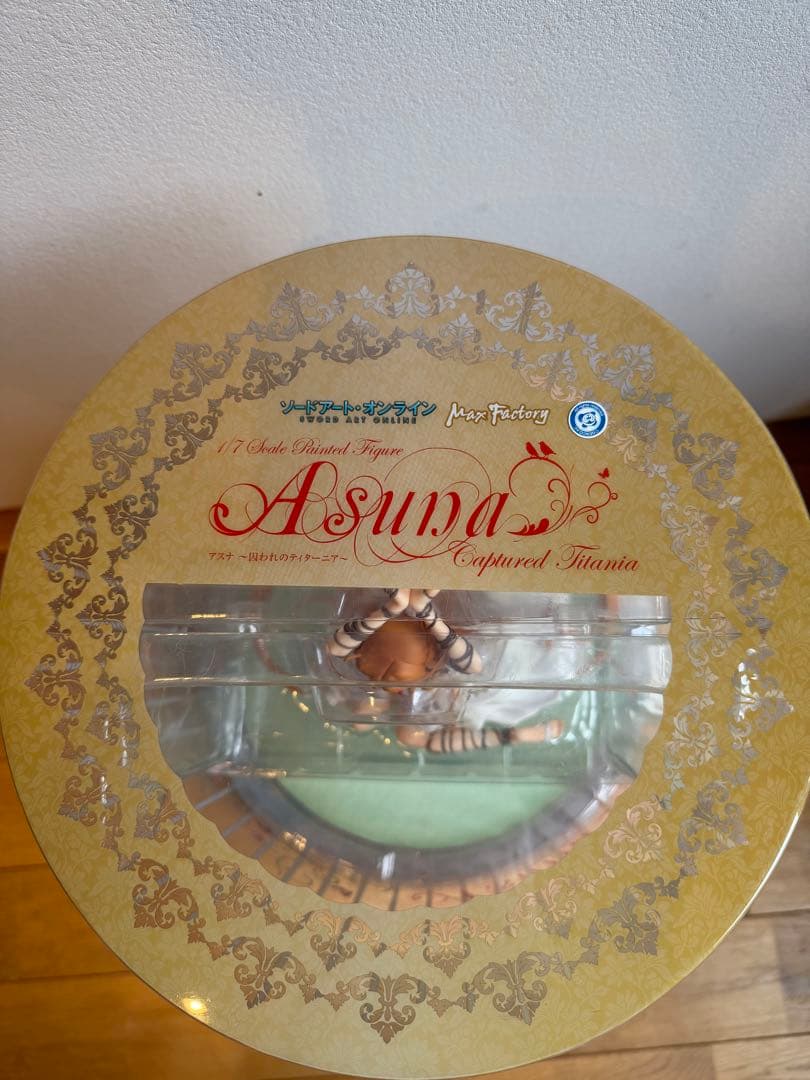 ソードアート・オンライン Max Factory
SWORD ART ONLINE
1/7 Scale Painted Figure
Asuna
アスナ ～囚われのティターニア～
Captured Titania